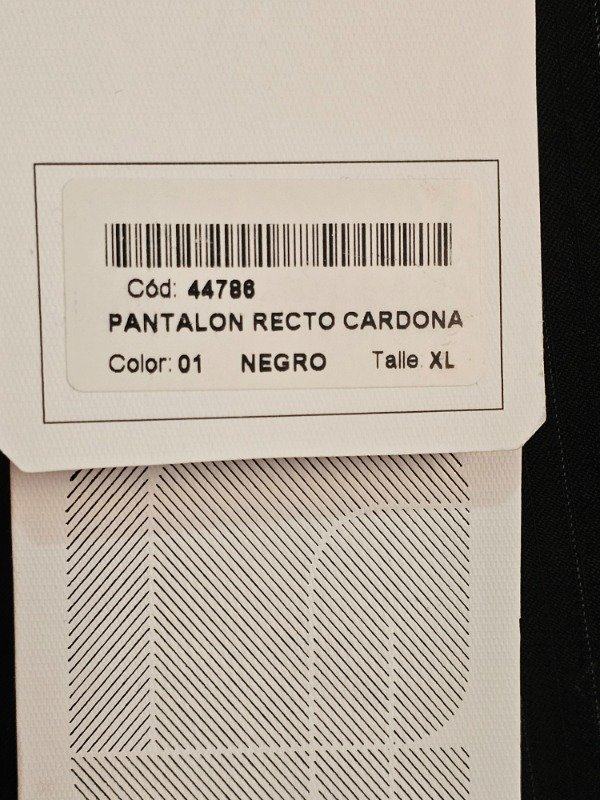 Cód: 44786
PANTALON RECTO CARDONA
Color: 01 NEGRO Talle XL